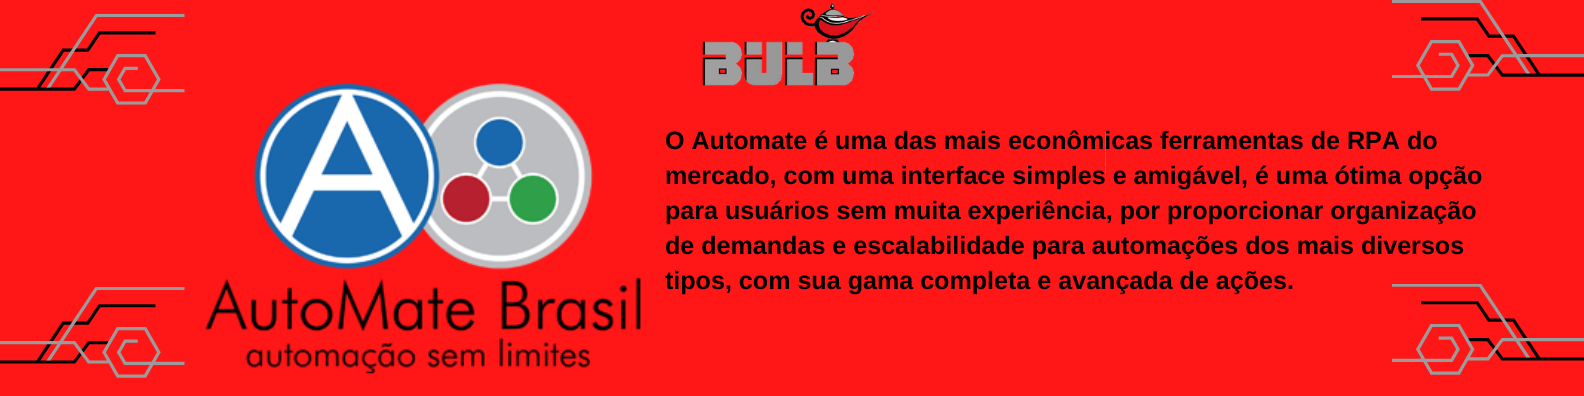 BULB
O Automate é uma das mais econômicas ferramentas de RPA do
mercado, com uma interface simples e amigável, é uma ótima opção
para usuários sem muita experiência, por proporcionar organização
de demandas e escalabilidade para automações dos mais diversos
tipos, com sua gama completa e avançada de ações.
A
AutoMate Brasil
automação sem limites